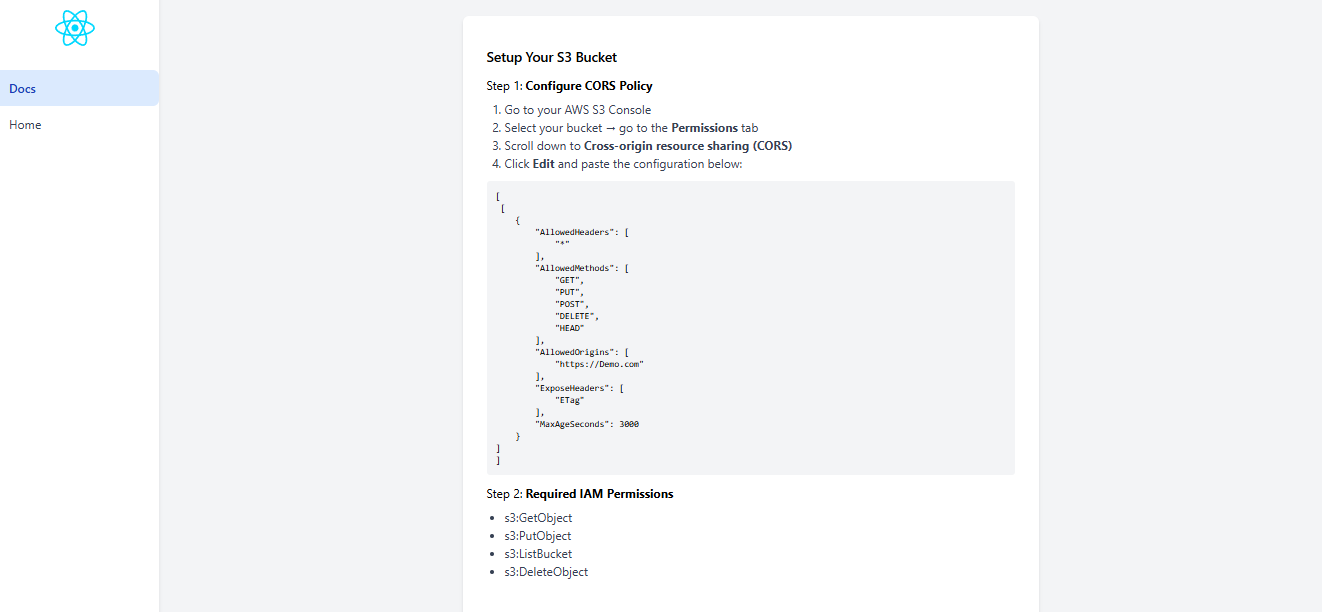 Docs
Home
Setup Your S3 Bucket
Step 1: Configure CORS Policy
1. Go to your AWS S3 Console
2. Select your bucket → go to the Permissions tab
3. Scroll down to Cross-origin resource sharing (CORS)
4. Click Edit and paste the configuration below:
[
 [
    {
        "AllowedHeaders": [
            "*"
        ],
        "AllowedMethods": [
            "GET",
            "PUT",
            "POST",
            "DELETE",
            "HEAD"
        ],
        "AllowedOrigins": [
            "https://Demo.com"
        ],
        "ExposeHeaders": [
            "ETag"
        ],
        "MaxAgeSeconds": 3000
    }
]
]
Step 2: Required IAM Permissions
• s3:GetObject
• s3:PutObject
• s3:ListBucket
• s3:DeleteObject